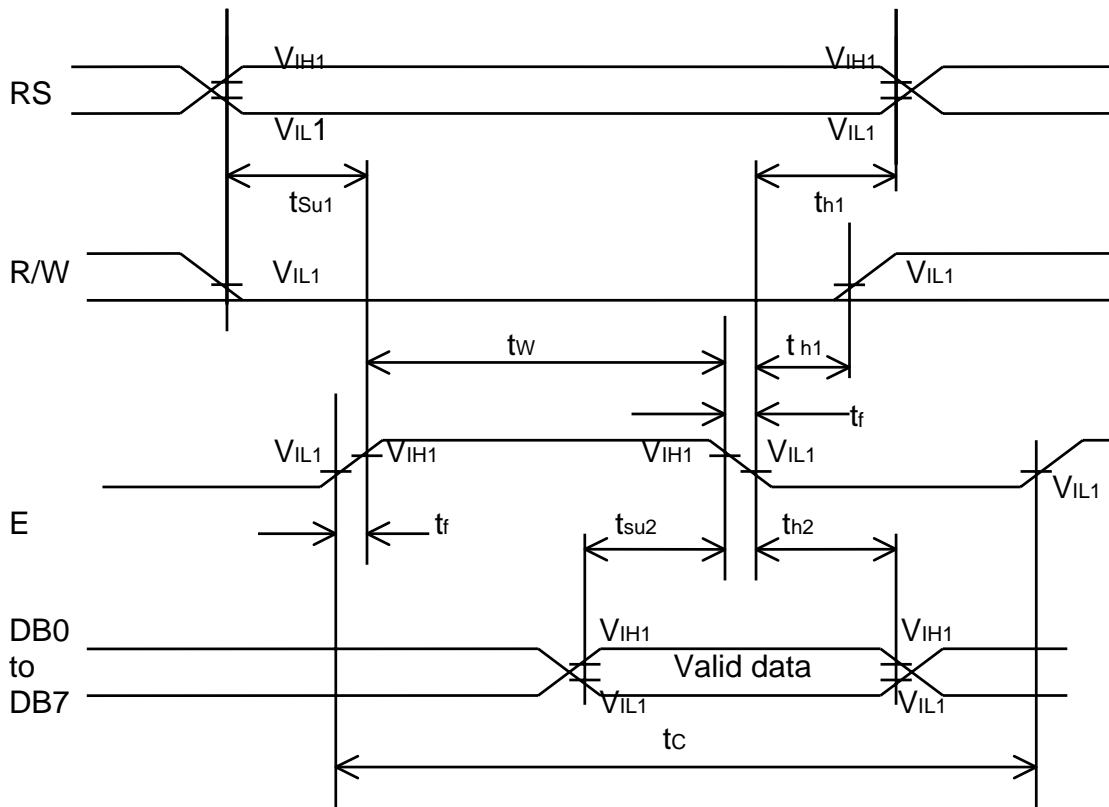 VIH1 VIH1
RS
VIL1 VIL1
tSu1 th1
R/W VIL1 VIL1
tW th1
tf
VIL1 VIH1 VIH1 VIL1
VIL1
E tf tsu2 th2
DB0 VIH1 VIH1
to Valid data
DB7 VIL1 VIL1
tC